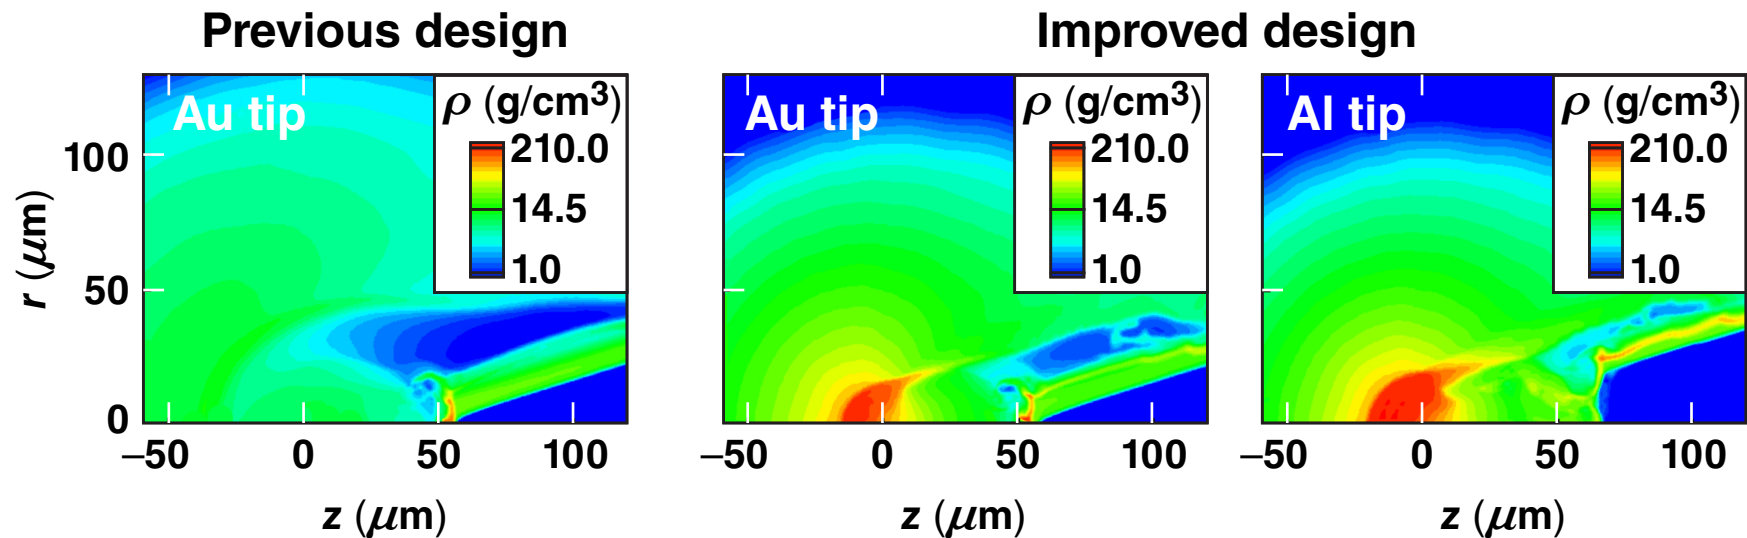 Previous design
Improved design
Au tip
ρ (g/cm3)
210.0
14.5
1.0
Au tip
ρ (g/cm3)
210.0
14.5
1.0
Al tip
ρ (g/cm3)
210.0
14.5
1.0
r (μm)
100
50
0
–50 0 50 100
–50 0 50 100
–50 0 50 100
z (μm)
z (μm)
z (μm)